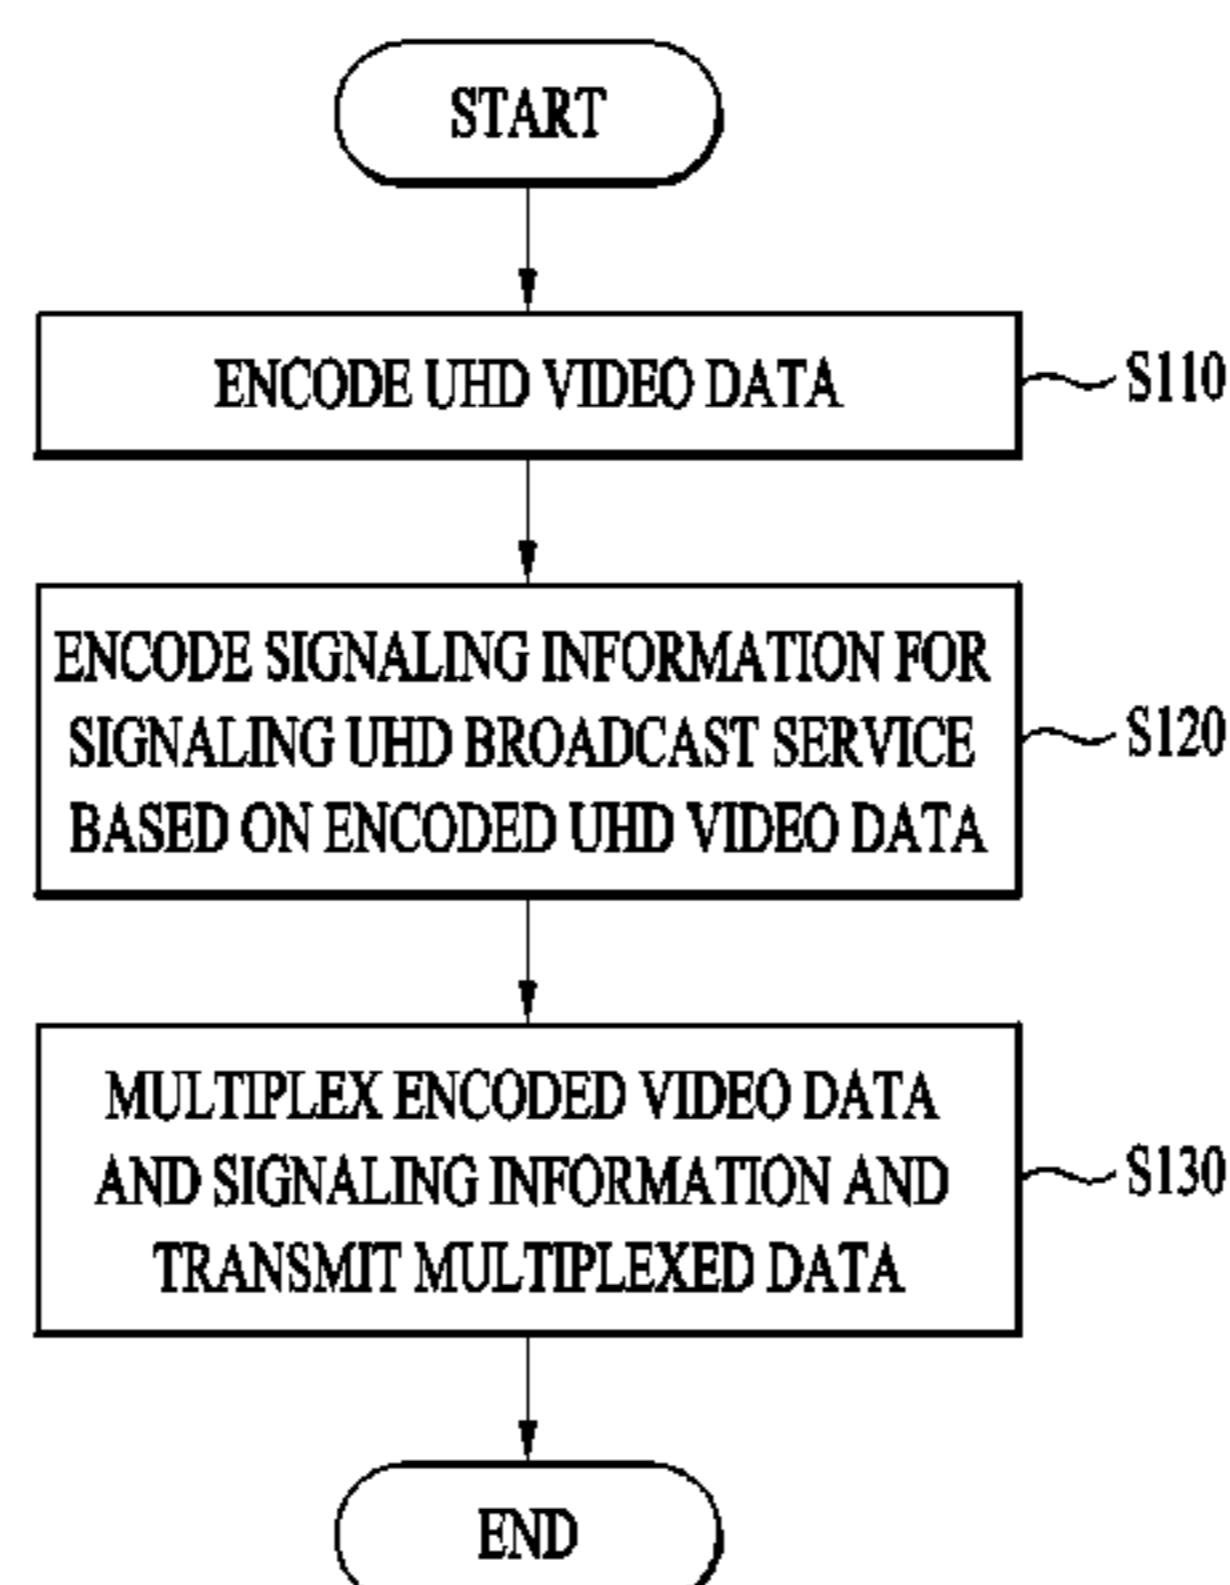 START
ENCODE UHD VIDEO DATA
S110
ENCODE SIGNALING INFORMATION FOR
SIGNALING UHD BROADCAST SERVICE
BASED ON ENCODED UHD VIDEO DATA
S120
MULTIPLEX ENCODED VIDEO DATA
AND SIGNALING INFORMATION AND
TRANSMIT MULTIPLEXED DATA
S130
END